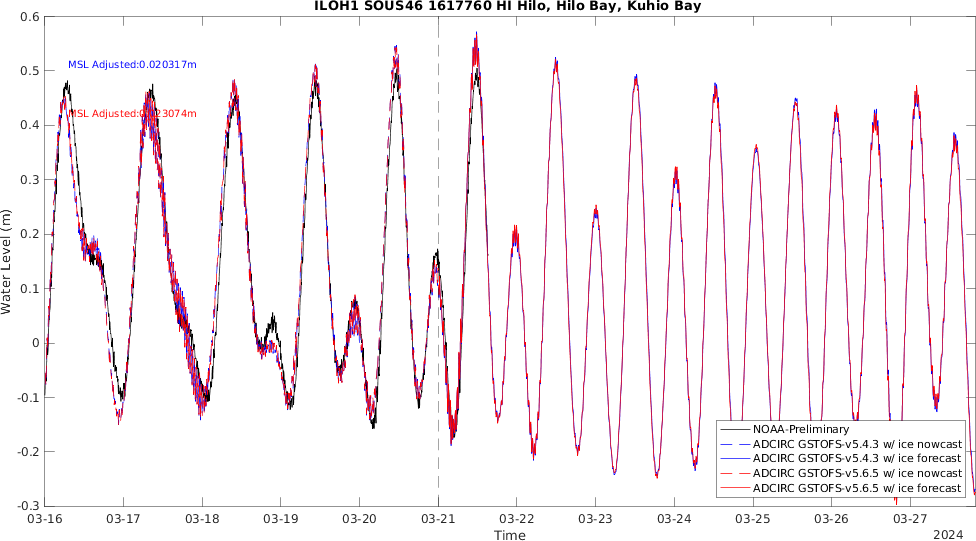 ILOH1 SOUS46 1617760 HI Hilo, Hilo Bay, Kuhio Bay
0.6
0.5
0.4
0.3
0.2
0.1
0
-0.1
-0.2
-0.3
Water Level (m)
MSL Adjusted:0.020317m
MSL Adjusted:0.023074m
NOAA-Preliminary
ADCIRC GSTOFS-v5.4.3 w/ ice nowcast
ADCIRC GSTOFS-v5.4.3 w/ ice forecast
ADCIRC GSTOFS-v5.6.5 w/ ice nowcast
ADCIRC GSTOFS-v5.6.5 w/ ice forecast
03-16 03-17 03-18 03-19 03-20 03-21 03-22 03-23 03-24 03-25 03-26 03-27
Time
2024